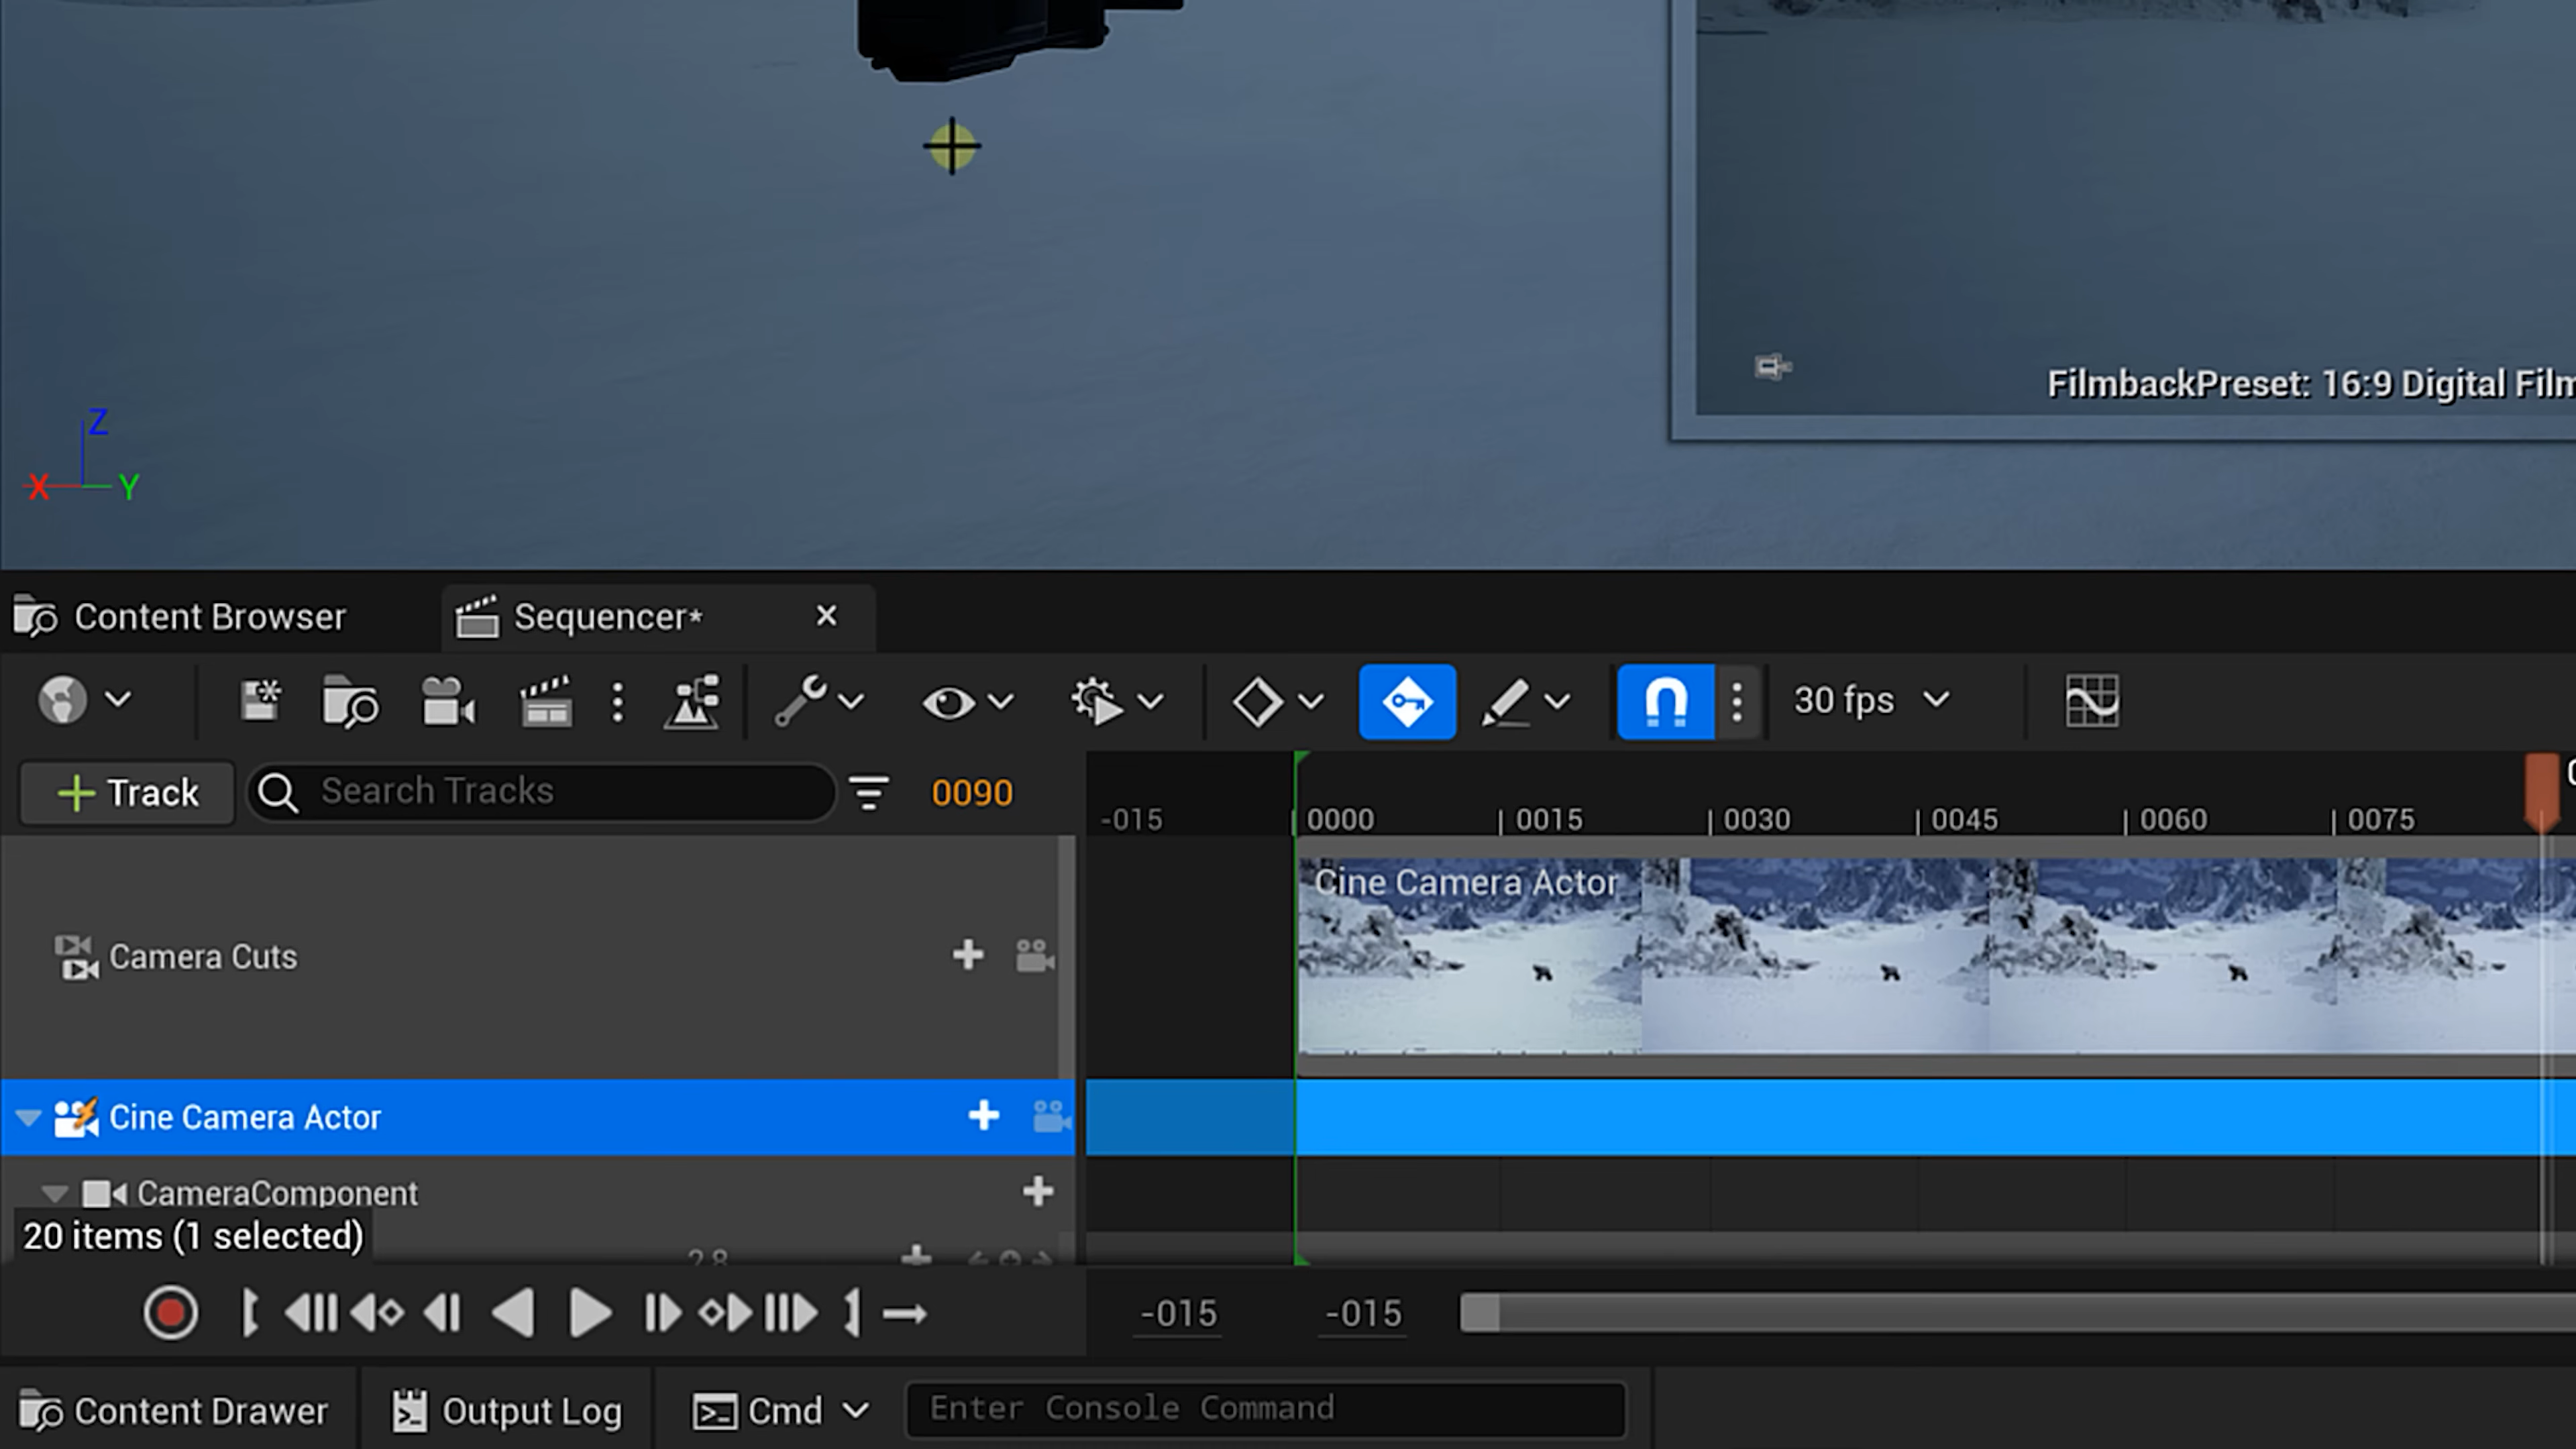 FilmbackPreset: 16:9 Digital Film
Z
X Y
Content Browser
Sequencer*
30 fps
Track
Search Tracks
0090
-015
0000
0015
0030
0045
0060
0075
Camera Cuts
Cine Camera Actor
Cine Camera Actor
CameraComponent
20 items (1 selected)
2.8
-015
-015
Content Drawer
Output Log
Cmd
Enter Console Command